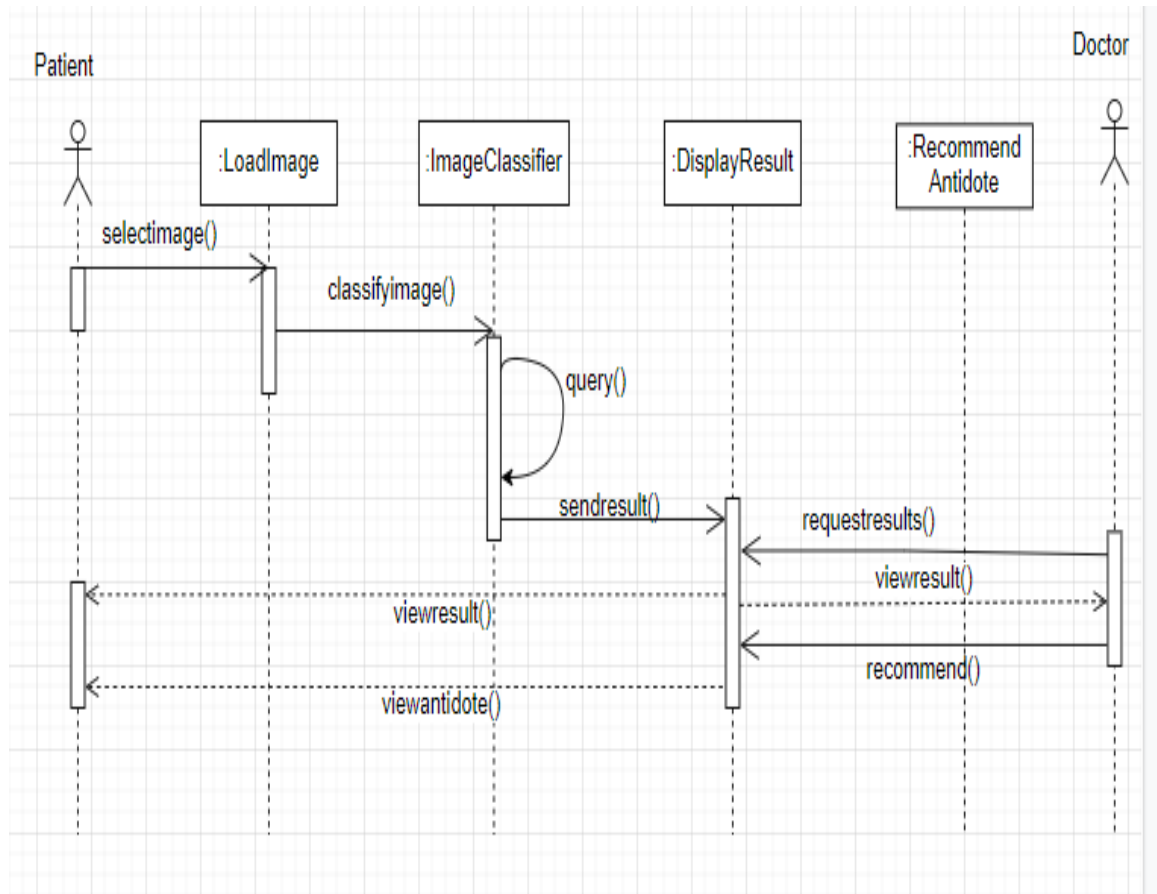 Doctor
Patient
:LoadImage
:ImageClassifier
:DisplayResult
:Recommend
Antidote
selectimage()
classifyimage()
query()
sendresult()
requestresults()
viewresult()
viewresult()
recommend()
viewantidote()